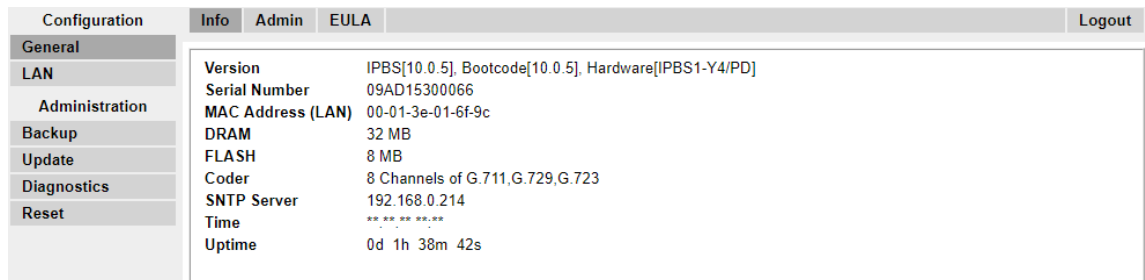 Configuration
General
LAN
Administration
Backup
Update
Diagnostics
Reset
Info Admin EULA Logout
Version IPBS[10.0.5], Bootcode[10.0.5], Hardware[IPBS1-Y4/PD]
Serial Number 09AD15300066
MAC Address (LAN) 00-01-3e-01-6f-9c
DRAM 32 MB
FLASH 8 MB
Coder 8 Channels of G.711,G.729,G.723
SNTP Server 192.168.0.214
Time **.**.** **:**
Uptime 0d 1h 38m 42s